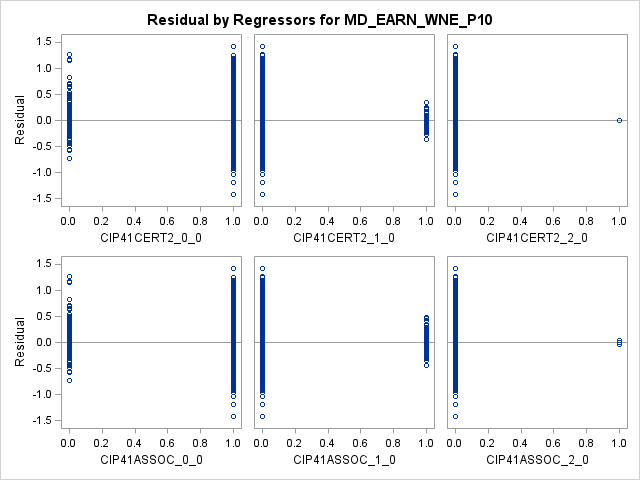 Residual by Regressors for MD_EARN_WNE_P10
1.5
1.0
0.5
0.0
-0.5
-1.0
-1.5
Residual
0.0 0.2 0.4 0.6 0.8 1.0 0.0 0.2 0.4 0.6 0.8 1.0 0.0 0.2 0.4 0.6 0.8 1.0
CIP41CERT2_0_0 CIP41CERT2_1_0 CIP41CERT2_2_0
1.5
1.0
0.5
0.0
-0.5
-1.0
-1.5
Residual
0.0 0.2 0.4 0.6 0.8 1.0 0.0 0.2 0.4 0.6 0.8 1.0 0.0 0.2 0.4 0.6 0.8 1.0
CIP41ASSOC_0_0 CIP41ASSOC_1_0 CIP41ASSOC_2_0